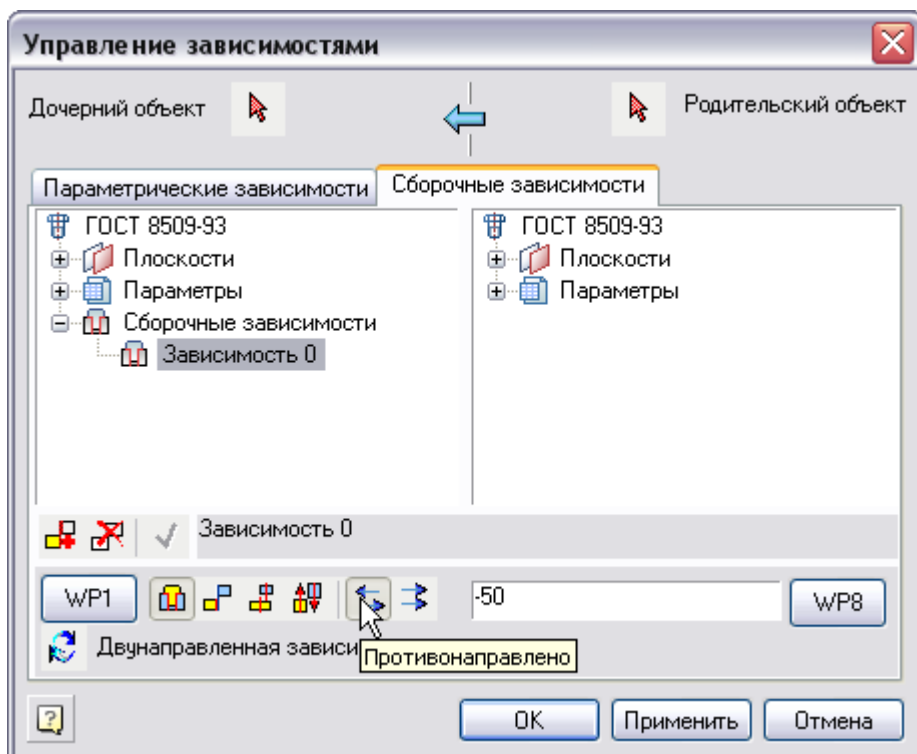 Управление зависимостями
Дочерний объект
Родительский объект
Параметрические зависимости
Сборочные зависимости
ГОСТ 8509-93
Плоскости
Параметры
Сборочные зависимости
Зависимость 0
ГОСТ 8509-93
Плоскости
Параметры
Зависимость 0
WP1
-50
WP8
Двунаправленная
Противонаправлено
OK
Применить
Отмена